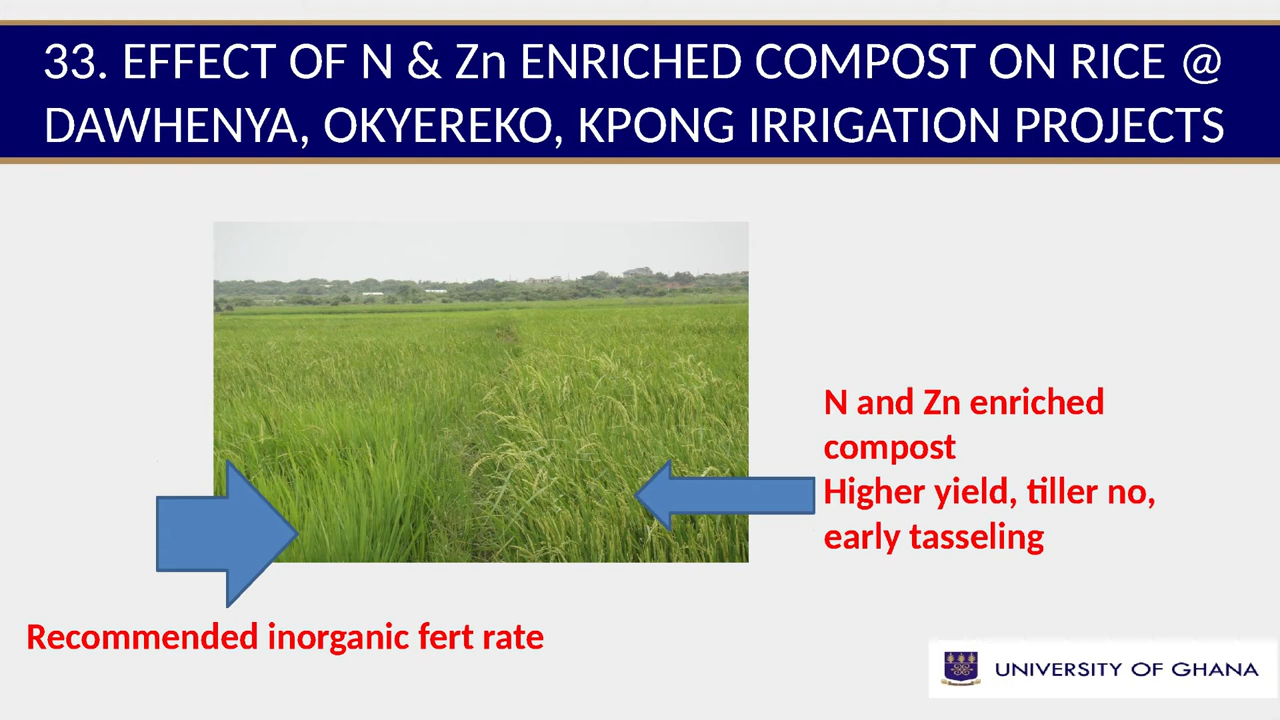 33. EFFECT OF N & Zn ENRICHED COMPOST ON RICE @
DAWHENYA, OKYEREKO, KPONG IRRIGATION PROJECTS
N and Zn enriched
compost
Higher yield, tiller no,
early tasseling
Recommended inorganic fert rate
UNIVERSITY OF GHANA